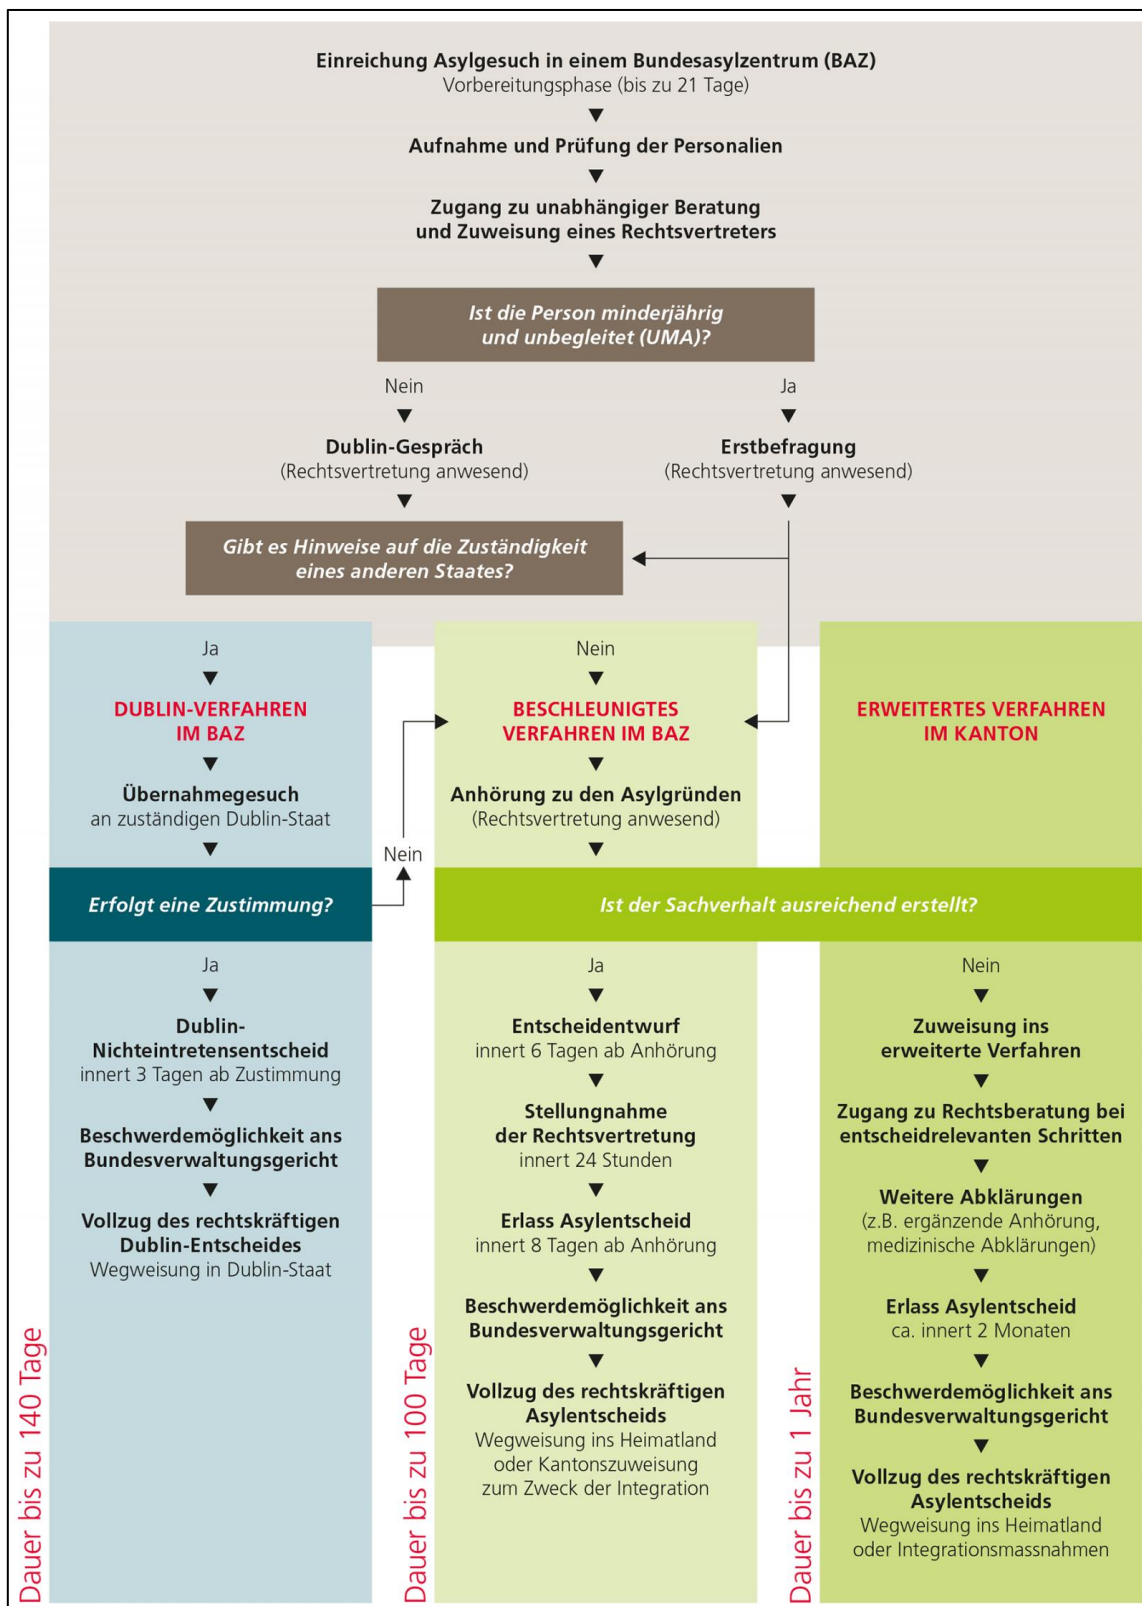 Einreichung Asylgesuch in einem Bundesasylzentrum (BAZ)
Vorbereitungsphase (bis zu 21 Tage)
Aufnahme und Prüfung der Personalien
Zugang zu unabhängiger Beratung
und Zuweisung eines Rechtsvertreters
Ist die Person minderjährig
und unbegleitet (UMA)?
Nein
Dublin-Gespräch
(Rechtsvertretung anwesend)
Ja
Erstbefragung
(Rechtsvertretung anwesend)
Gibt es Hinweise auf die Zuständigkeit
eines anderen Staates?
Ja
DUBLIN-VERFAHREN
IM BAZ
Übernahmegesuch
an zuständigen Dublin-Staat
Erfolgt eine Zustimmung?
Nein
Ja
Dublin-
Nichteintretensentscheid
innert 3 Tagen ab Zustimmung
Beschwerdemöglichkeit ans
Bundesverwaltungsgericht
Vollzug des rechtskräftigen
Dublin-Entscheides
Wegweisung in Dublin-Staat
Dauer bis zu 140 Tage
Nein
BESCHLEUNIGTES
VERFAHREN IM BAZ
Anhörung zu den Asylgründen
(Rechtsvertretung anwesend)
Ist der Sachverhalt ausreichend erstellt?
Ja
Entscheidentwurf
innert 6 Tagen ab Anhörung
Stellungnahme
der Rechtsvertretung
innert 24 Stunden
Erlass Asylentscheid
innert 8 Tagen ab Anhörung
Beschwerdemöglichkeit ans
Bundesverwaltungsgericht
Vollzug des rechtskräftigen
Asylentscheids
Wegweisung ins Heimatland
oder Kantonszuweisung
zum Zweck der Integration
Dauer bis zu 100 Tage
ERWEITERTES VERFAHREN
IM KANTON
Nein
Zuweisung ins
erweiterte Verfahren
Zugang zu Rechtsberatung bei
entscheidrelevanten Schritten
Weitere Abklärungen
(z.B. ergänzende Anhörung,
medizinische Abklärungen)
Erlass Asylentscheid
ca. innert 2 Monaten
Beschwerdemöglichkeit ans
Bundesverwaltungsgericht
Vollzug des rechtskräftigen
Asylentscheids
Wegweisung ins Heimatland
oder Integrationsmassnahmen
Dauer bis zu 1 Jahr